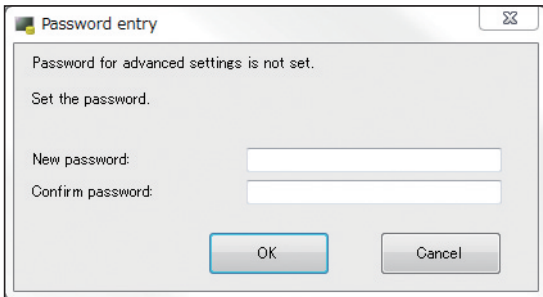 Password entry
Password for advanced settings is not set.
Set the password.
New password:
Confirm password:
OK Cancel